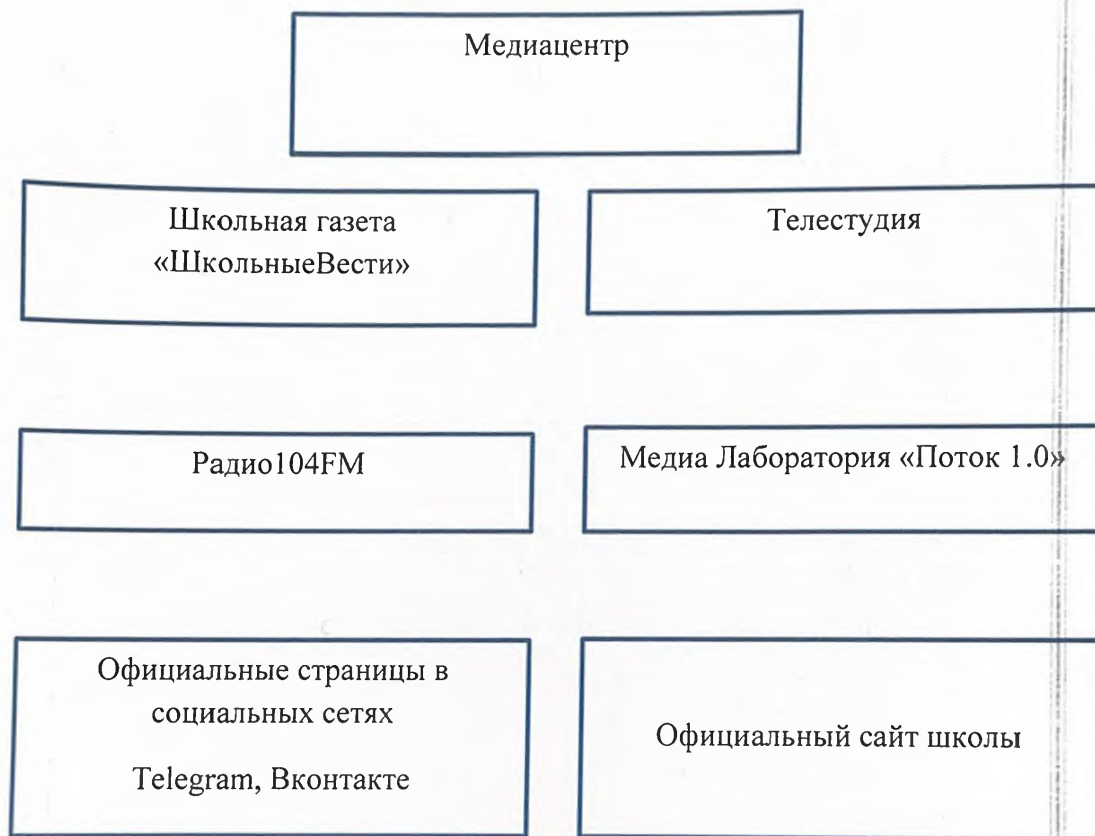 Медиацентр
Школьная газета
«ШкольныеВести»
Телестудия
Радио104FM
Медиа Лаборатория «Поток 1.0»
Официальные страницы в
социальных сетях
Telegram, Вконтакте
Официальный сайт школы